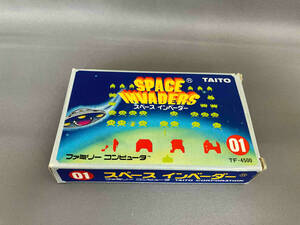 SPACE INVADERS®
TAITO
スペース インベーダー
01
ファミリー コンピュータ™
TF-4500
01
スペース インベーダー
TAITO CORPORATION